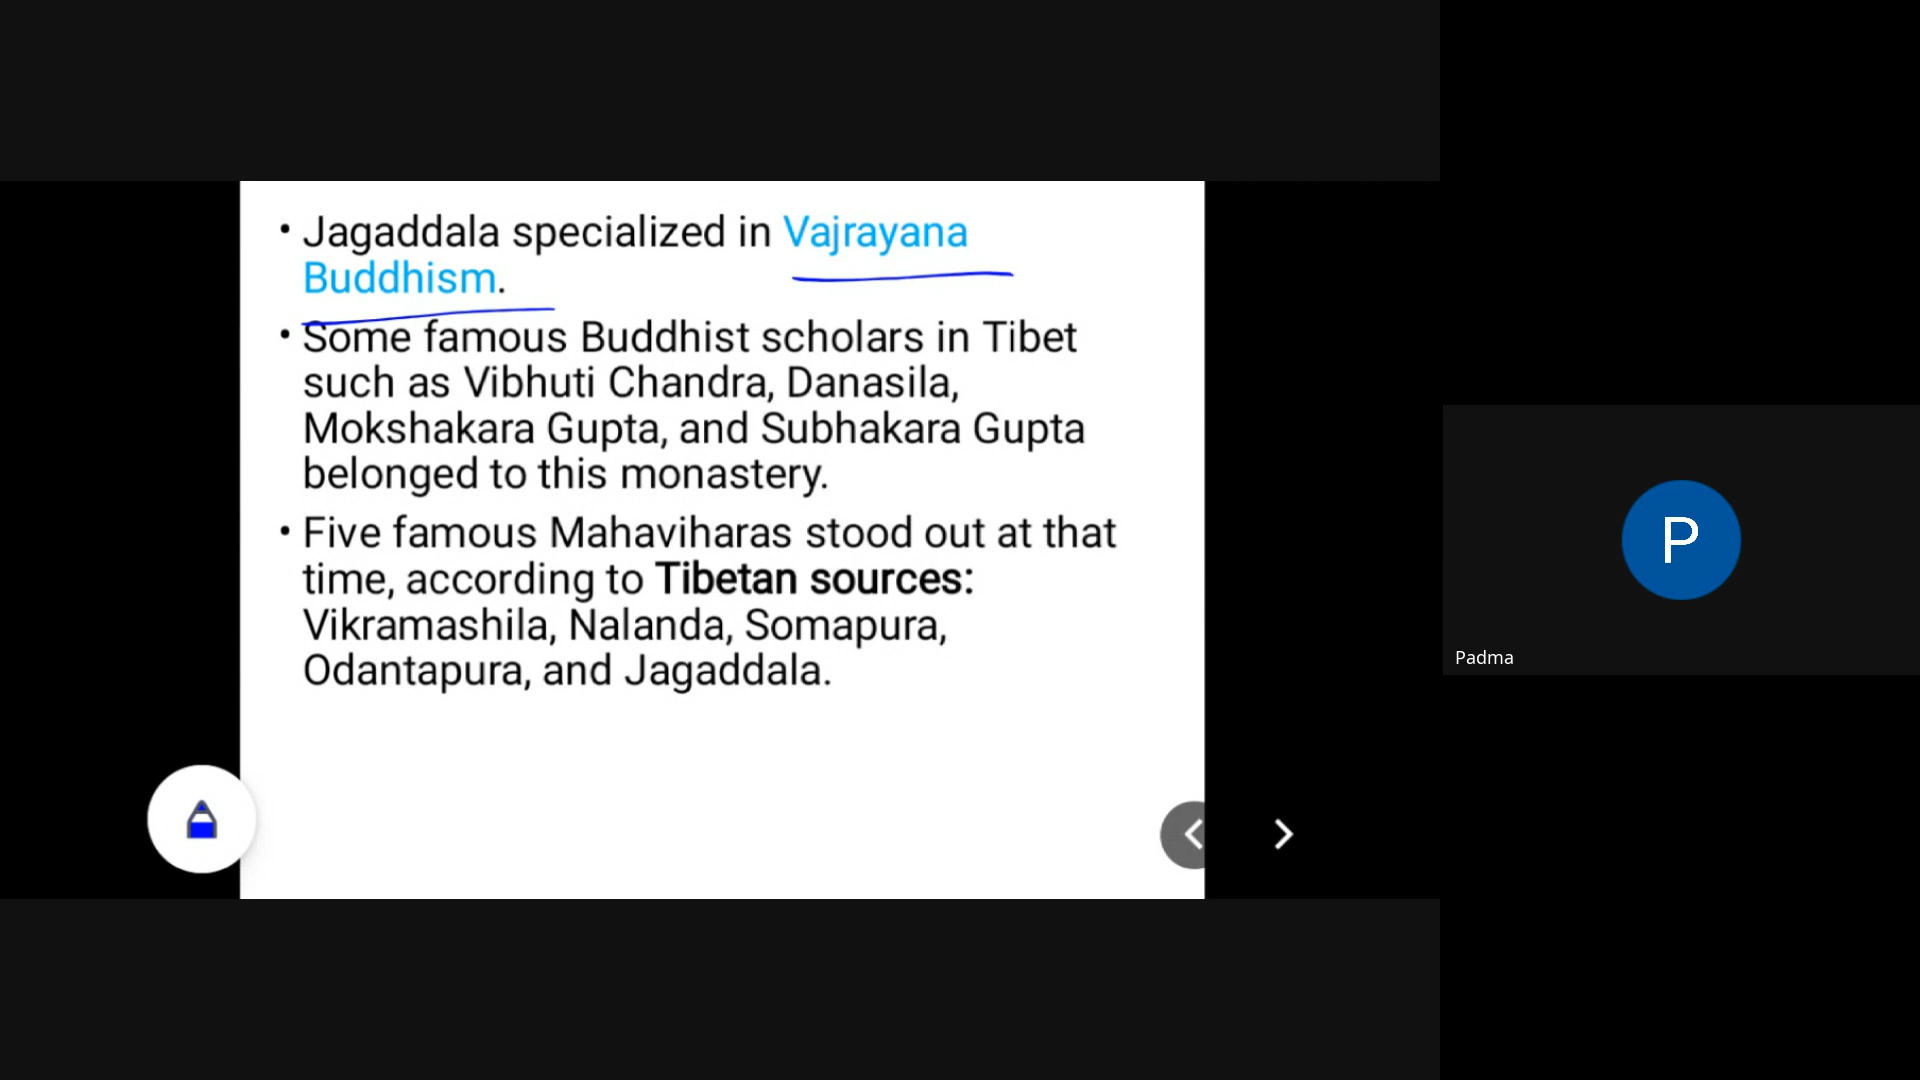 • Jagaddala specialized in Vajrayana
Buddhism.
• Some famous Buddhist scholars in Tibet
such as Vibhuti Chandra, Danasila,
Mokshakara Gupta, and Subhakara Gupta
belonged to this monastery.
• Five famous Mahaviharas stood out at that
time, according to Tibetan sources:
Vikramashila, Nalanda, Somapura,
Odantapura, and Jagaddala.
P
Padma